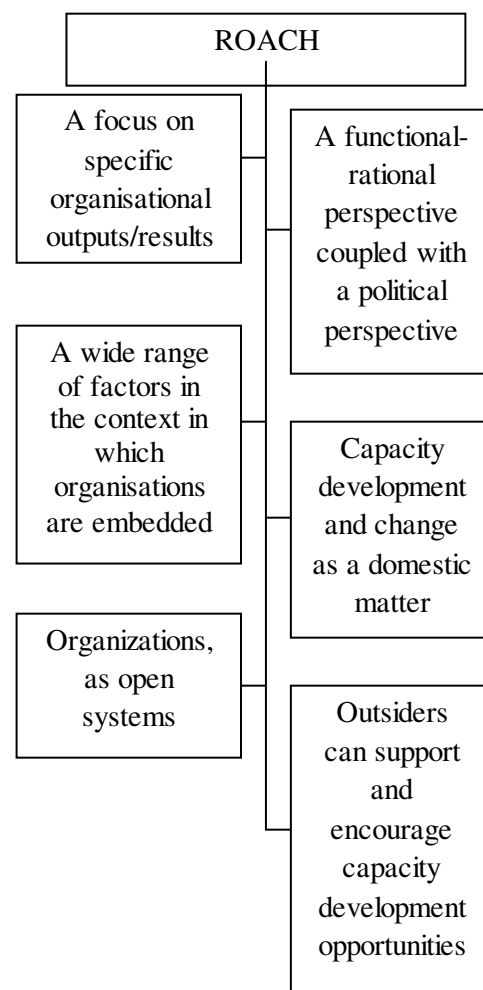 ROACH
A focus on
specific
organisational
outputs/results
A functional-
rational
perspective
coupled with
a political
perspective
A wide range
of factors in
the context in
which
organisations
are embedded
Capacity
development
and change
as a domestic
matter
Organizations,
as open
systems
Outsiders
can support
and
encourage
capacity
development
opportunities